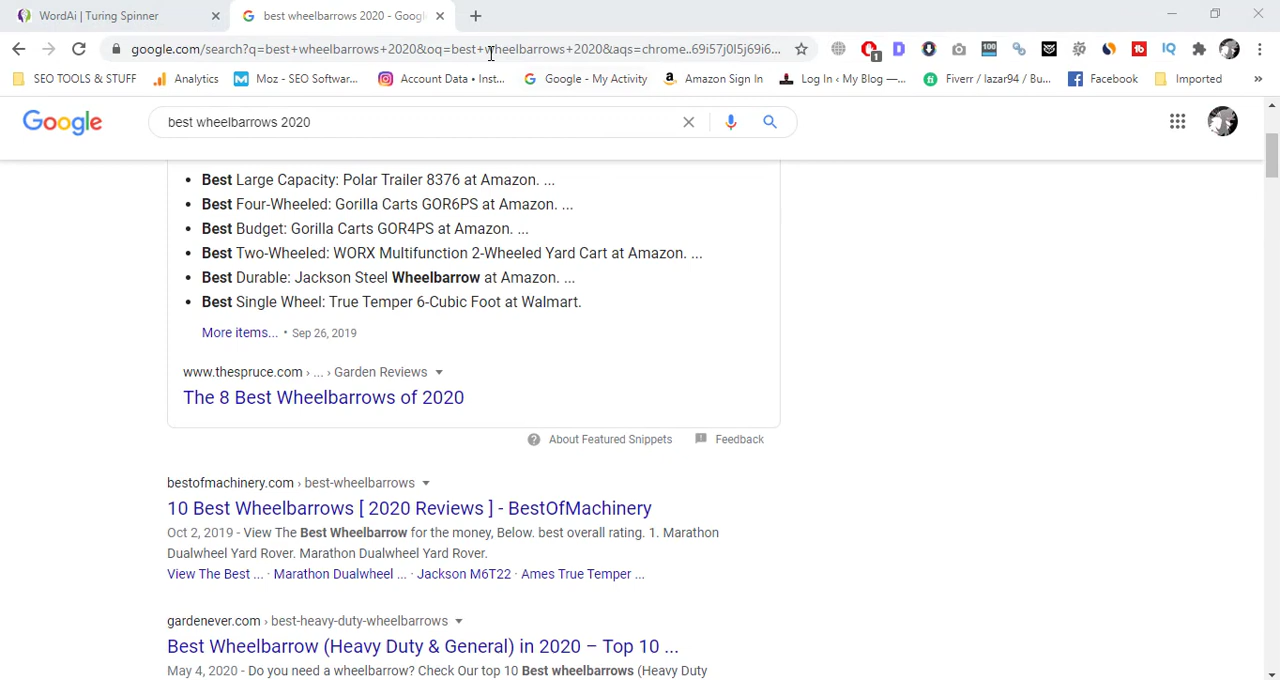 WordAi | Turing Spinner
best wheelbarrows 2020 - Goog
google.com/search?q=best+wheelbarrows+2020&oq=best+wheelbarrows+2020&aqs=chrome..69i57j0l5j69i6...
SEO TOOLS & STUFF
Analytics
Moz - SEO Softwar...
Account Data • Inst...
Google - My Activity
Amazon Sign In
Log In ‹ My Blog —...
Fiverr / lazar94 / Bu...
Facebook
Imported
»
Google
best wheelbarrows 2020
Best Large Capacity: Polar Trailer 8376 at Amazon. ...
Best Four-Wheeled: Gorilla Carts GOR6PS at Amazon. ...
Best Budget: Gorilla Carts GOR4PS at Amazon. ...
Best Two-Wheeled: WORX Multifunction 2-Wheeled Yard Cart at Amazon. ...
Best Durable: Jackson Steel Wheelbarrow at Amazon. ...
Best Single Wheel: True Temper 6-Cubic Foot at Walmart.
More items... • Sep 26, 2019
www.thespruce.com › ... › Garden Reviews
The 8 Best Wheelbarrows of 2020
About Featured Snippets
Feedback
bestofmachinery.com › best-wheelbarrows
10 Best Wheelbarrows [ 2020 Reviews ] - BestOfMachinery
Oct 2, 2019 - View The Best Wheelbarrow for the money, Below. best overall rating. 1. Marathon
Dualwheel Yard Rover. Marathon Dualwheel Yard Rover.
View The Best ... · Marathon Dualwheel ... · Jackson M6T22 · Ames True Temper ...
gardenever.com › best-heavy-duty-wheelbarrows
Best Wheelbarrow (Heavy Duty & General) in 2020 – Top 10 ...
May 4, 2020 - Do you need a wheelbarrow? Check Our top 10 Best wheelbarrows (Heavy Duty